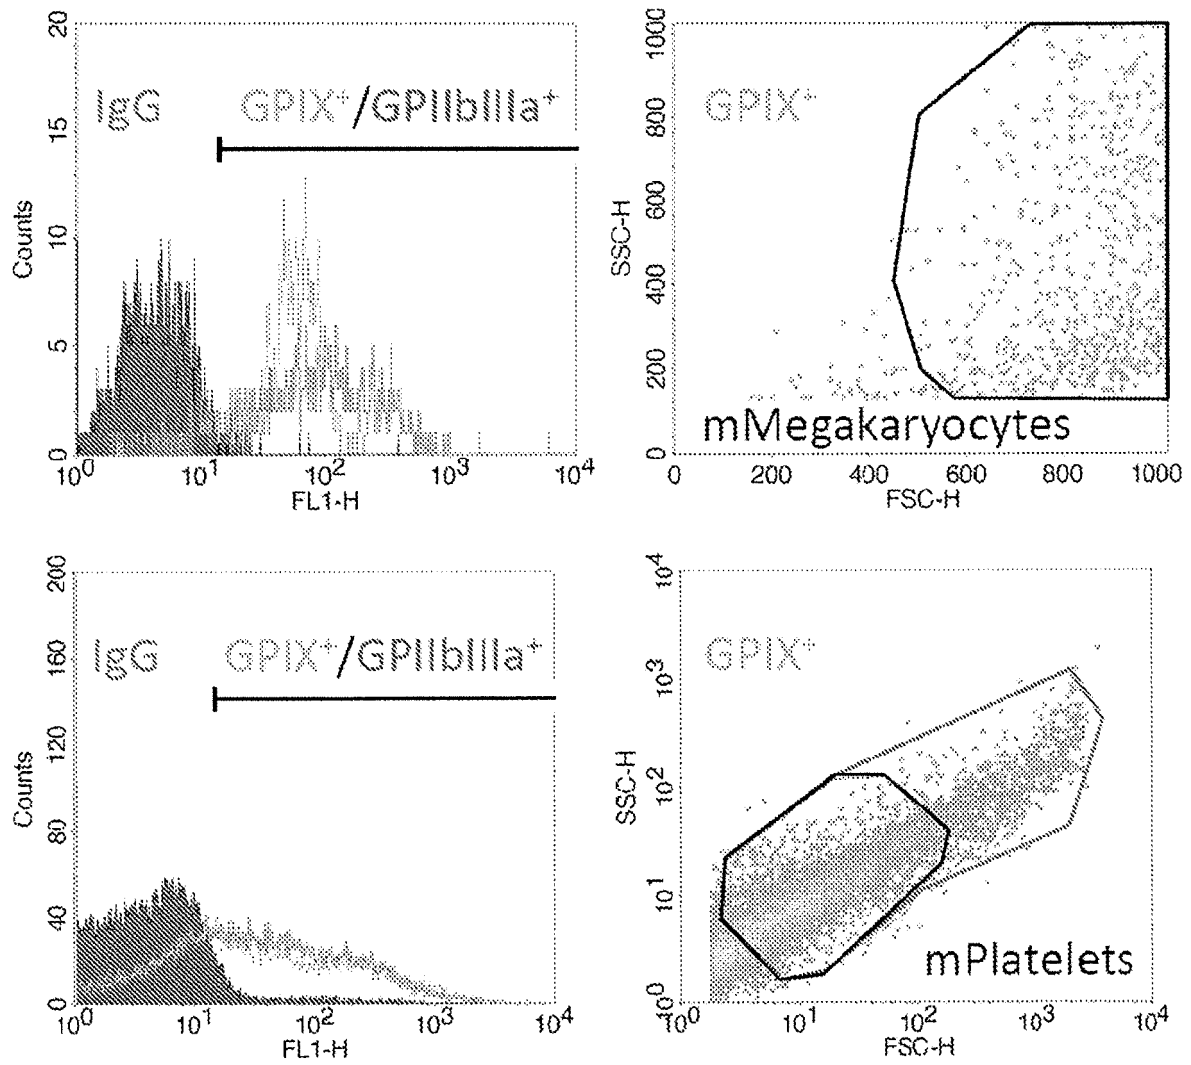 20
15
10
5
0
Counts
IgG GPIX+/GPIIbIIIa+
10^0 10^1 10^2 10^3 10^4
FL1-H
1000
800
600
400
200
0
SSC-H
GPIX+
mMegakaryocytes
0 200 400 600 800 1000
FSC-H
200
160
120
80
40
0
Counts
IgG GPIX+/GPIIbIIIa+
10^0 10^1 10^2 10^3 10^4
FL1-H
10^4
10^3
10^2
10^1
10^0
SSC-H
GPIX+
mPlatelets
10^0 10^1 10^2 10^3 10^4
FSC-H